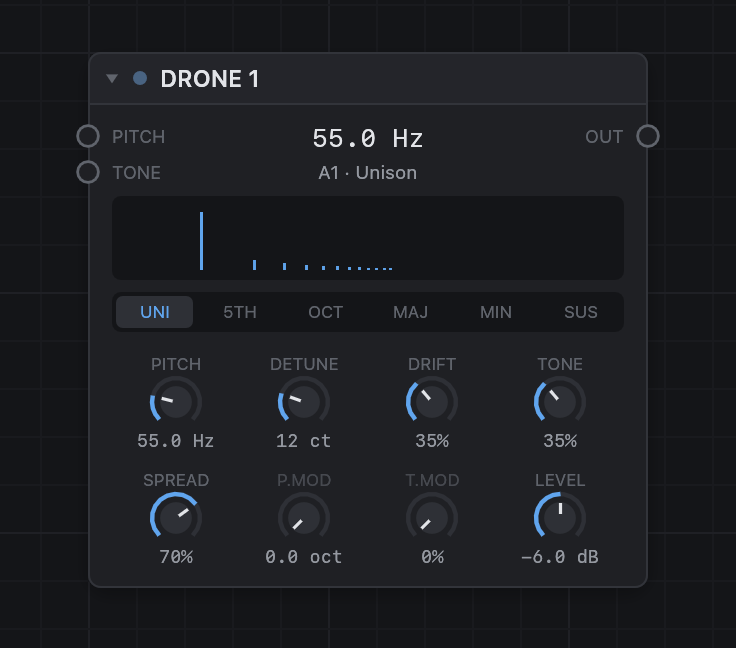 DRONE 1
PITCH 55.0 Hz OUT
TONE A1 · Unison
UNI 5TH OCT MAJ MIN SUS
PITCH DETUNE DRIFT TONE
55.0 Hz 12 ct 35% 35%
SPREAD P.MOD T.MOD LEVEL
70% 0.0 oct 0% −6.0 dB